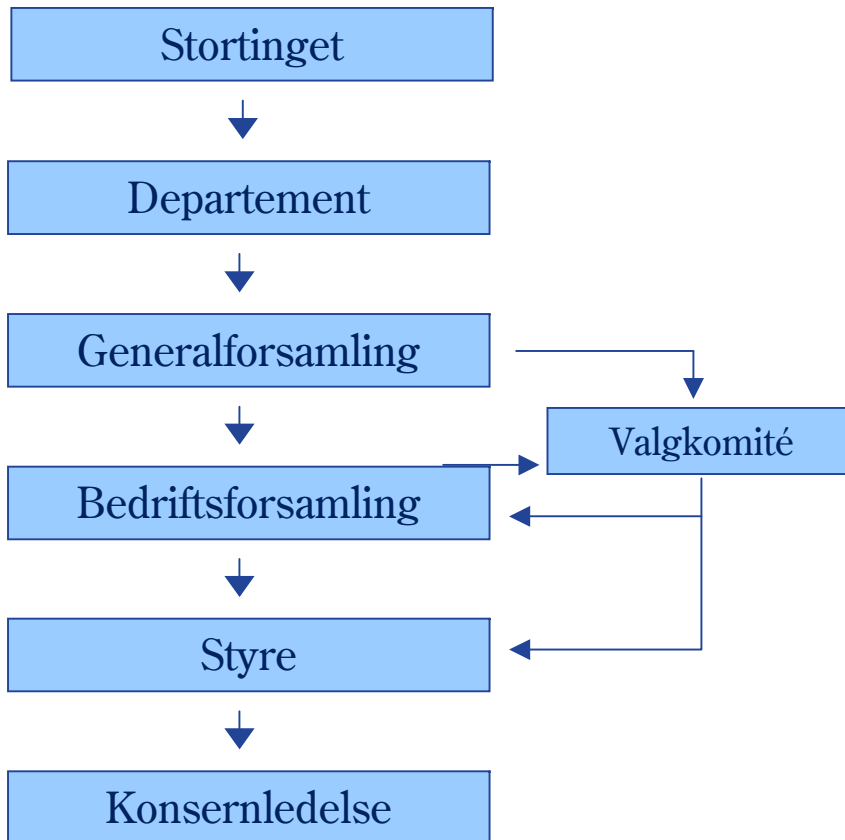 Stortinget
Departement
Generalforsamling
Valgkomité
Bedriftsforsamling
Styre
Konsernledelse